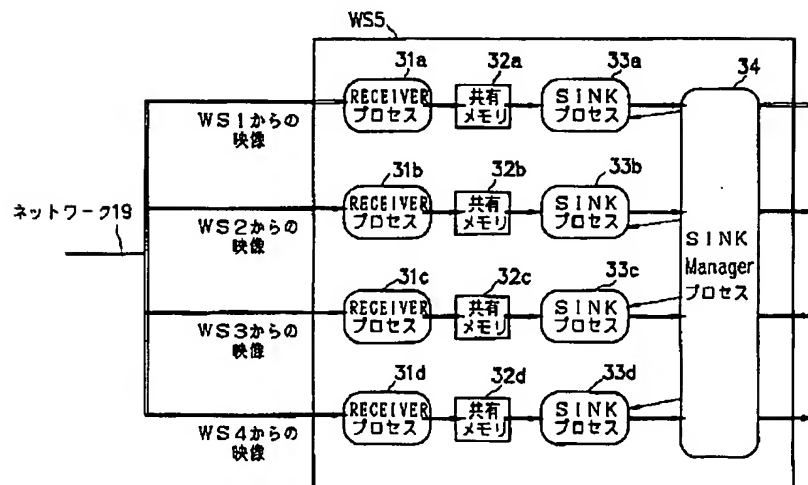 WS5
31a
32a
33a
34
RECEIVER
プロセス
共有
メモリ
SINK
プロセス
WS1からの
映像
31b
32b
33b
RECEIVER
プロセス
共有
メモリ
SINK
プロセス
WS2からの
映像
ネットワーク19
SINK
Manager
プロセス
31c
32c
33c
RECEIVER
プロセス
共有
メモリ
SINK
プロセス
WS3からの
映像
31d
32d
33d
RECEIVER
プロセス
共有
メモリ
SINK
プロセス
WS4からの
映像